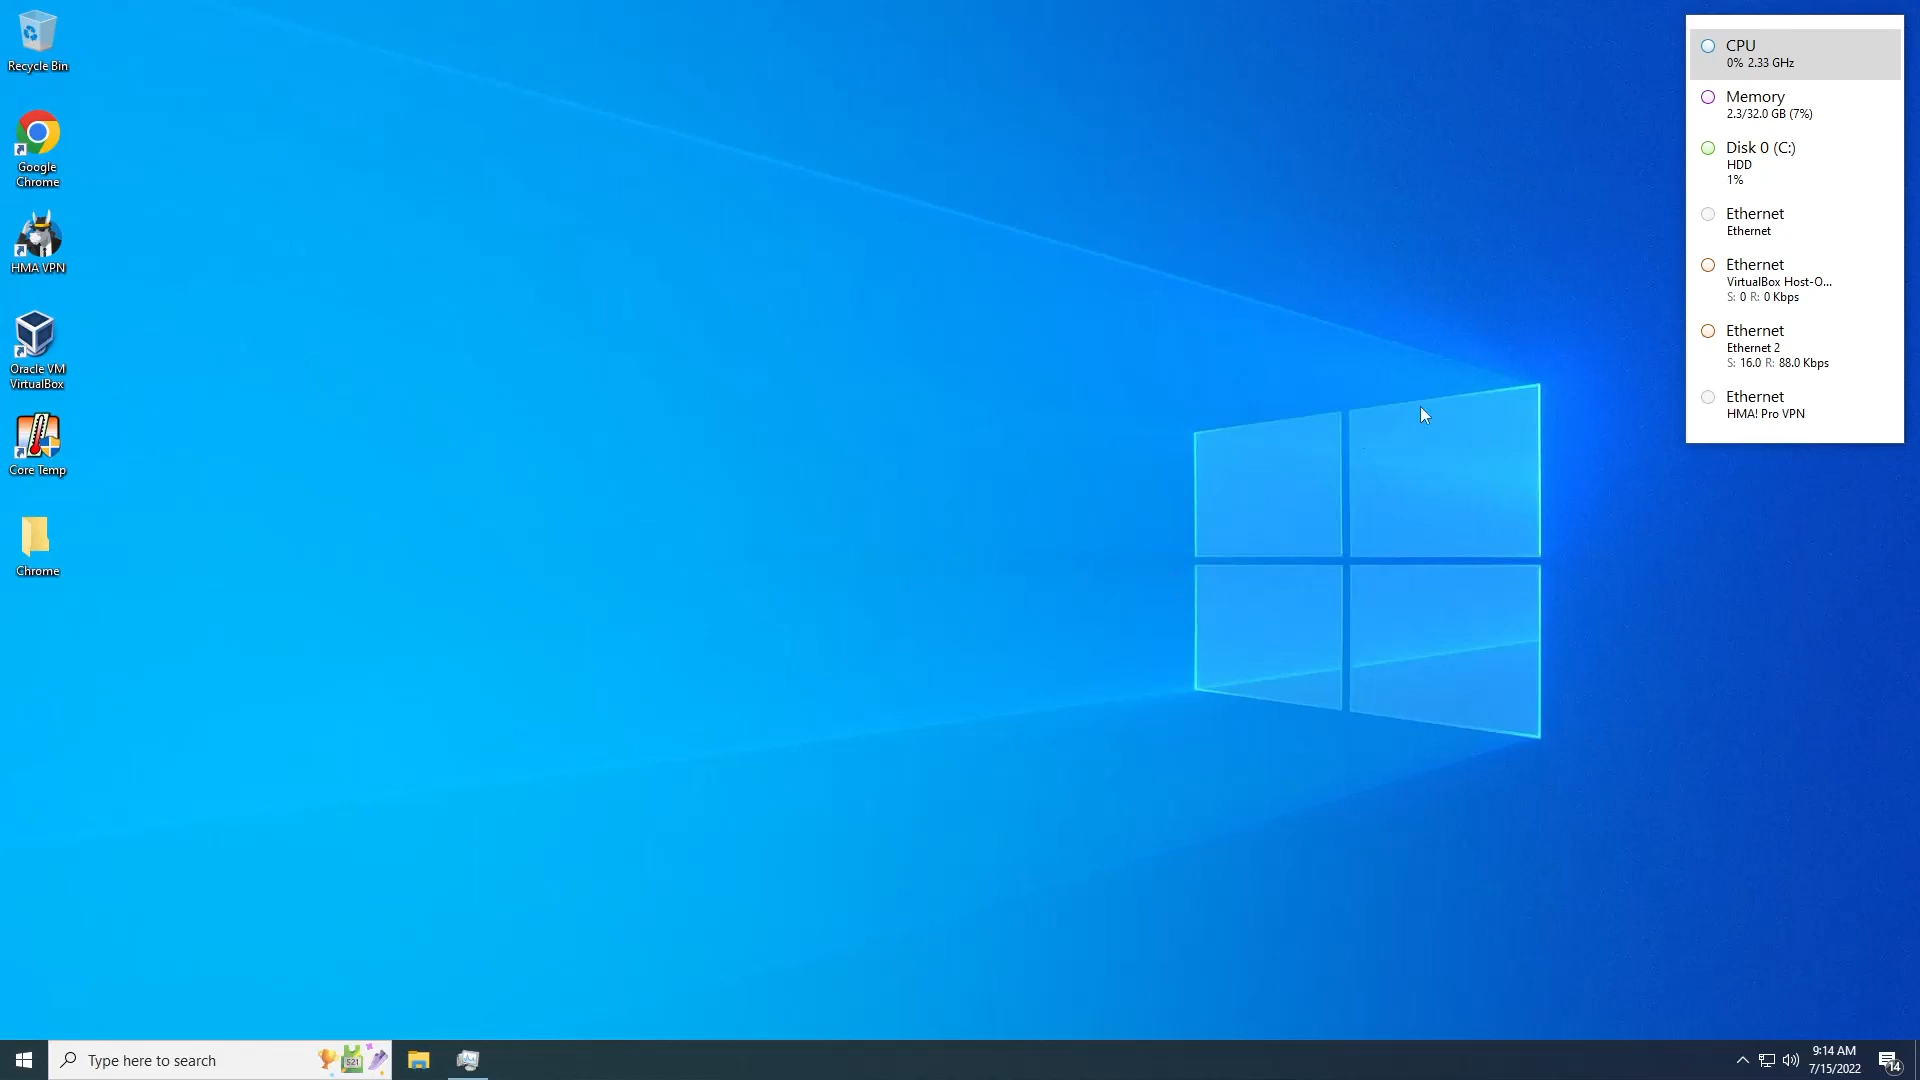 Recycle Bin
Google
Chrome
HMA VPN
Oracle VM
VirtualBox
Core Temp
Chrome
CPU
0% 2.33 GHz
Memory
2.3/32.0 GB (7%)
Disk 0 (C:)
HDD
1%
Ethernet
Ethernet
Ethernet
VirtualBox Host-O...
S: 0 R: 0 Kbps
Ethernet
Ethernet 2
S: 16.0 R: 88.0 Kbps
Ethernet
HMA! Pro VPN
Type here to search
521
9:14 AM
7/15/2022
14